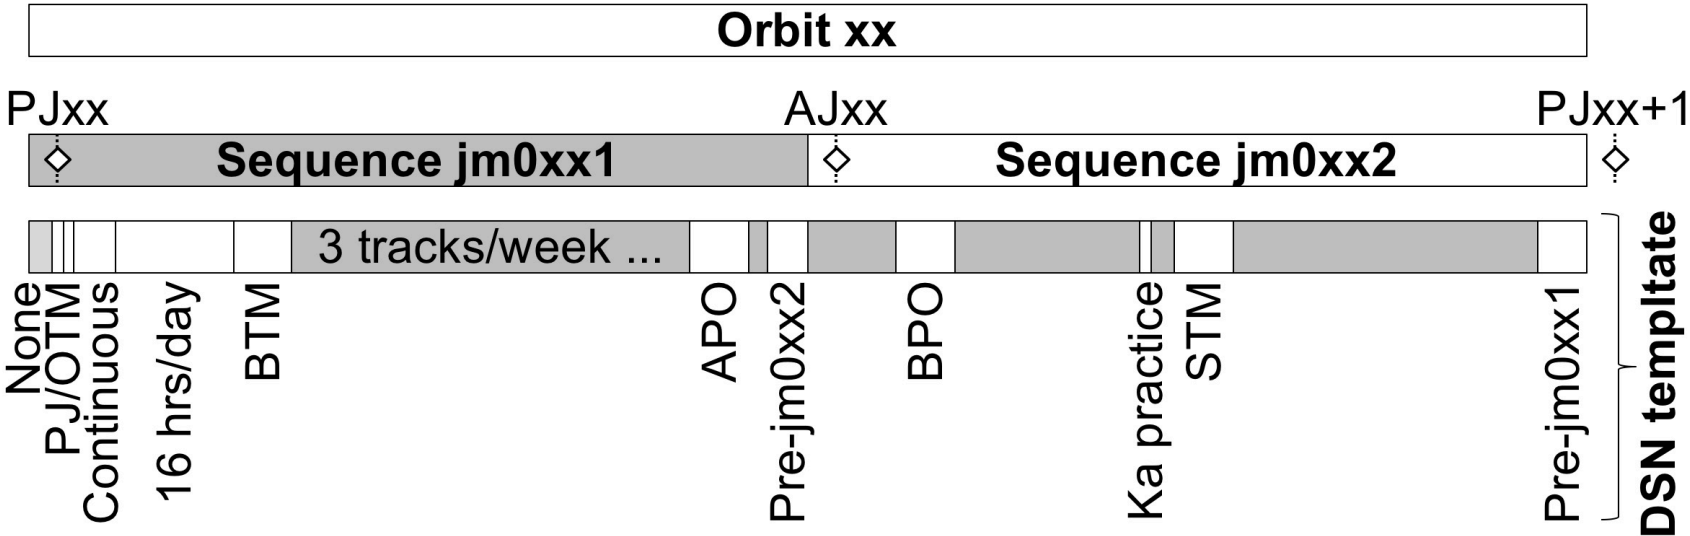 Orbit xx
PJxx
AJxx
PJxx+1
Sequence jm0xx1
Sequence jm0xx2
3 tracks/week ...
None
PJ/OTM
Continuous
16 hrs/day
BTM
APO
Pre-jm0xx2
BPO
Ka practice
STM
Pre-jm0xx1
DSN templtate